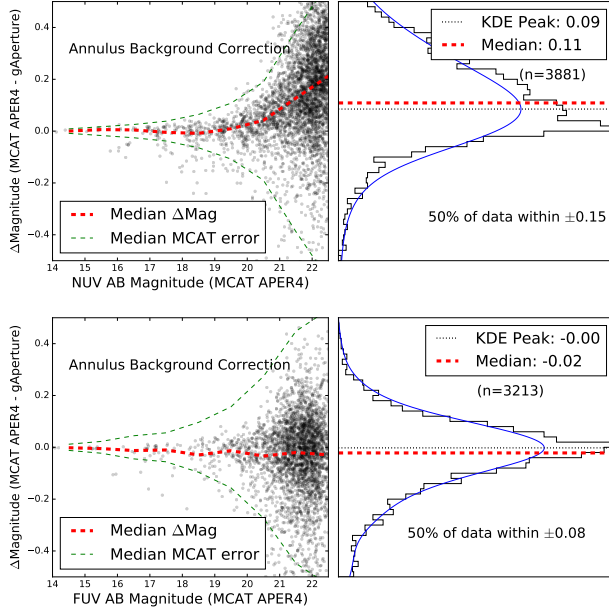 ΔMagnitude (MCAT APER4 - gAperture)
0.4
0.2
0.0
−0.2
−0.4
Annulus Background Correction
Median ΔMag
Median MCAT error
14 15 16 17 18 19 20 21 22
NUV AB Magnitude (MCAT APER4)
KDE Peak: 0.09
Median: 0.11
(n=3881)
50% of data within ±0.15
ΔMagnitude (MCAT APER4 - gAperture)
0.4
0.2
0.0
−0.2
−0.4
Annulus Background Correction
Median ΔMag
Median MCAT error
14 15 16 17 18 19 20 21 22
FUV AB Magnitude (MCAT APER4)
KDE Peak: -0.00
Median: -0.02
(n=3213)
50% of data within ±0.08